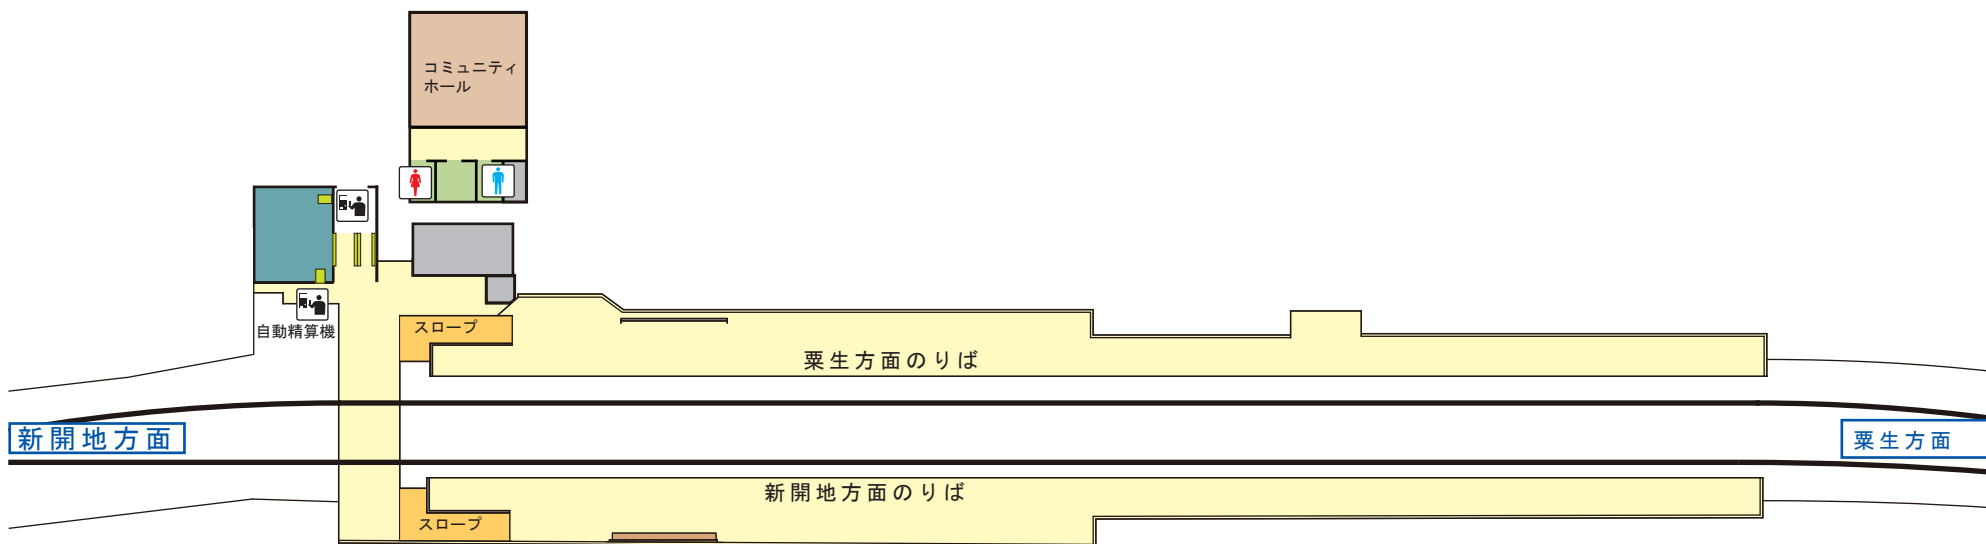 コミュニティ
ホール
自動精算機
スロープ
粟生方面のりば
新開地方面
粟生方面
新開地方面のりば
スロープ